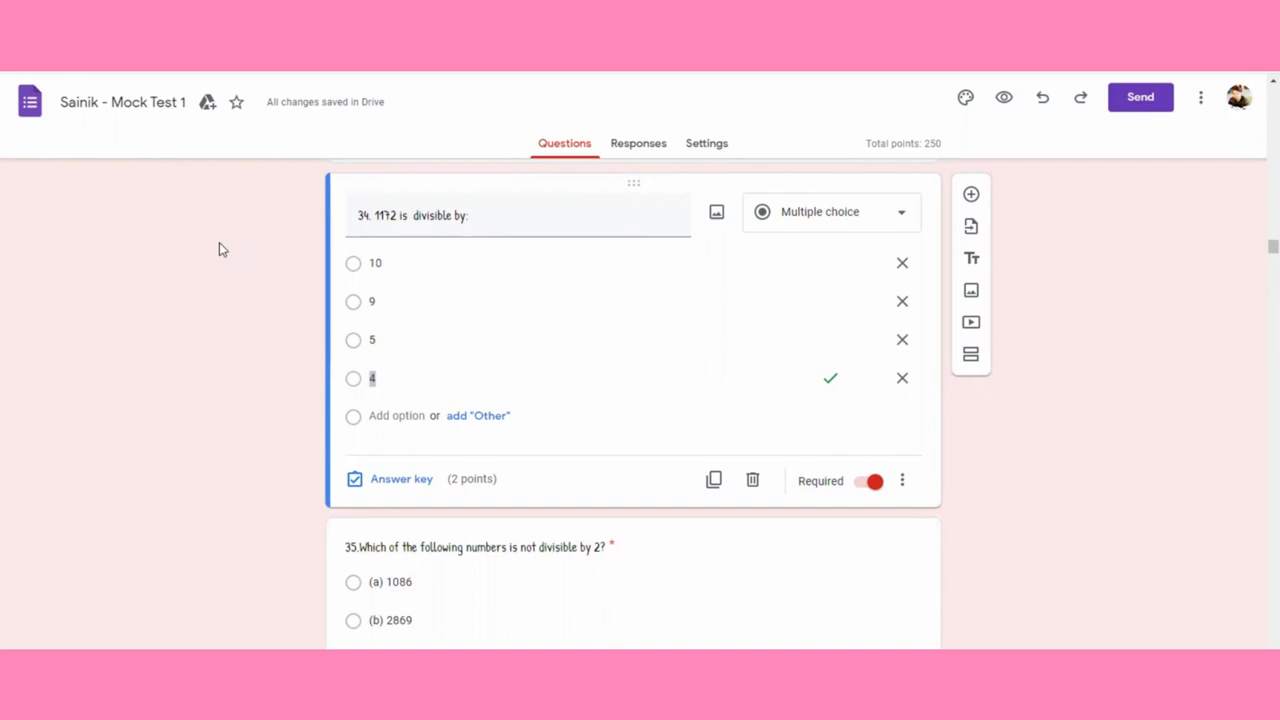 Sainik - Mock Test 1
All changes saved in Drive
Send
Questions
Responses
Settings
Total points: 250
34. 1172 is divisible by:
Multiple choice
10
9
5
4
Add option or add "Other"
Answer key (2 points)
Required
Tт
35.Which of the following numbers is not divisible by 2? *
(a) 1086
(b) 2869